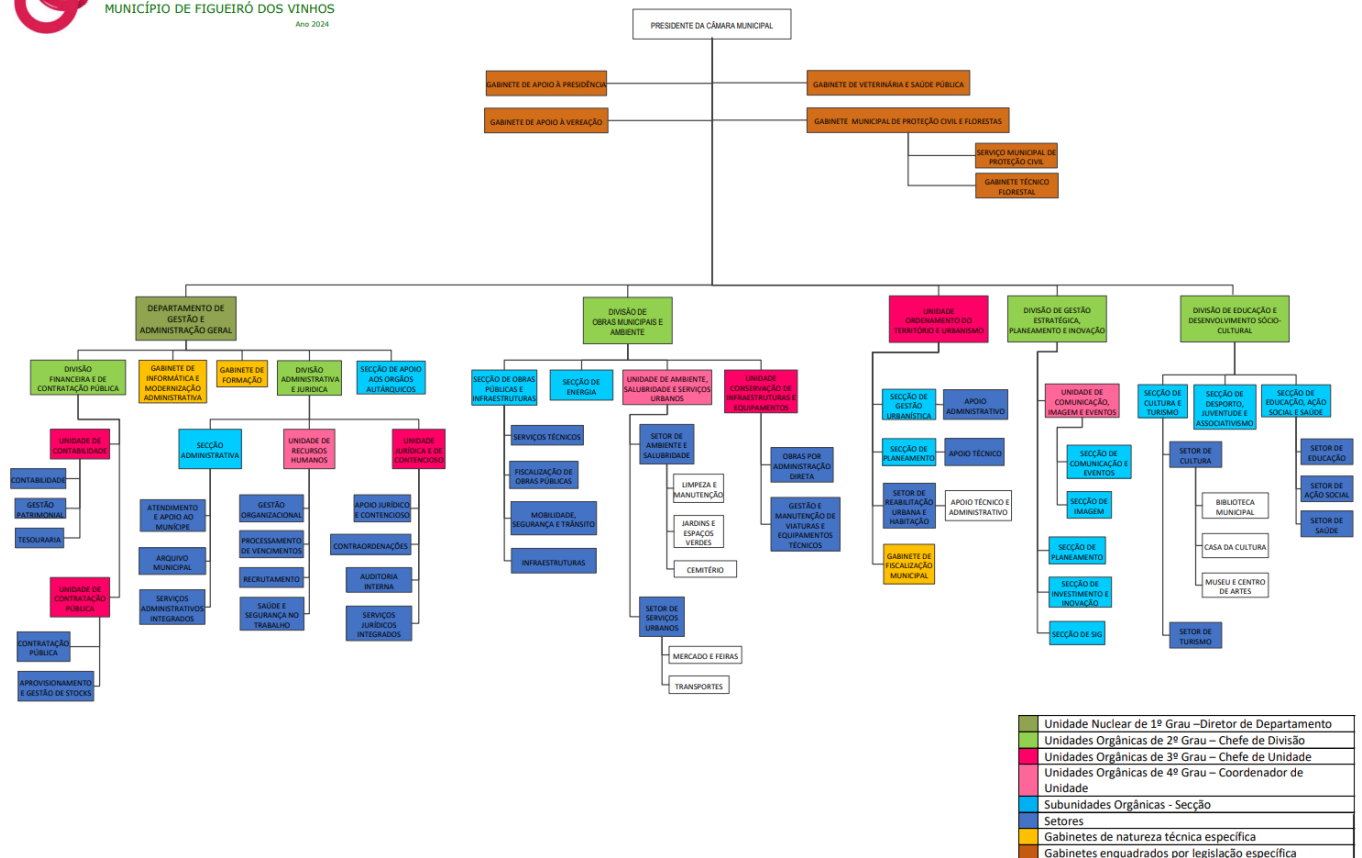 MUNICÍPIO DE FIGUEIRÓ DOS VINHOS
Ano 2024
PRESIDENTE DA CÂMARA MUNICIPAL
GABINETE DE APOIO À PRESIDÊNCIA
GABINETE DE VETERINÁRIA E SAÚDE PÚBLICA
GABINETE DE APOIO À VEREAÇÃO
GABINETE MUNICIPAL DE PROTEÇÃO CIVIL E FLORESTAS
SERVIÇO MUNICIPAL DE
PROTEÇÃO CIVIL
GABINETE TÉCNICO
FLORESTAL
DEPARTAMENTO DE
GESTÃO E
ADMINISTRAÇÃO GERAL
DIVISÃO
FINANCEIRA E DE
CONTRATAÇÃO PÚBLICA
GABINETE DE
INFORMÁTICA E
MODERNIZAÇÃO
ADMINISTRATIVA
GABINETE DE
FORMAÇÃO
DIVISÃO
ADMINISTRATIVA
E JURIDICA
SECÇÃO DE APOIO
AOS ORGÃOS
AUTÁRQUICOS
UNIDADE DE
CONTABILIDADE
CONTABILIDADE
GESTÃO
PATRIMONIAL
TESOURARIA
UNIDADE DE
CONTRATAÇÃO
PÚBLICA
CONTRATAÇÃO
PÚBLICA
APROVISIONAMENTO
E GESTÃO DE STOCKS
SECÇÃO
ADMINISTRATIVA
ATENDIMENTO
E APOIO AO
MUNÍCIPE
ARQUIVO
MUNICIPAL
SERVIÇOS
ADMINISTRATIVOS
INTEGRADOS
UNIDADE DE
RECURSOS
HUMANOS
GESTÃO
ORGANIZACIONAL
PROCESSAMENTO
DE VENCIMENTOS
RECRUTAMENTO
SAÚDE E
SEGURANÇA NO
TRABALHO
UNIDADE
JURÍDICA E DE
CONTENCIOSO
APOIO JURÍDICO
E CONTENCIOSO
CONTRAORDENAÇÕES
AUDITORIA
INTERNA
SERVIÇOS
JURÍDICOS
INTEGRADOS
DIVISÃO DE
OBRAS MUNICIPAIS E
AMBIENTE
SECÇÃO DE OBRAS
PÚBLICAS E
INFRAESTRUTURAS
SERVIÇOS TÉCNICOS
FISCALIZAÇÃO DE
OBRAS PÚBLICAS
MOBILIDADE,
SEGURANÇA E TRÂNSITO
INFRAESTRUTURAS
SECÇÃO DE
ENERGIA
UNIDADE DE AMBIENTE,
SALUBRIDADE E SERVIÇOS
URBANOS
SETOR DE
AMBIENTE E
SALUBRIDADE
LIMPEZA E
MANUTENÇÃO
JARDINS E
ESPAÇOS
VERDES
CEMITÉRIO
SETOR DE
SERVIÇOS
URBANOS
MERCADO E FEIRAS
TRANSPORTES
UNIDADE
CONSERVAÇÃO DE
INFRAESTRUTURAS E
EQUIPAMENTOS
OBRAS POR
ADMINISTRAÇÃO
DIRETA
GESTÃO E
MANUTENÇÃO DE
VIATURAS E
EQUIPAMENTOS
TÉCNICOS
UNIDADE
ORDENAMENTO DO
TERRITÓRIO E URBANISMO
SECÇÃO DE
GESTÃO
URBANÍSTICA
APOIO
ADMINISTRATIVO
SECÇÃO DE
PLANEAMENTO
APOIO TÉCNICO
SETOR DE
REABILITAÇÃO
URBANA E
HABITAÇÃO
APOIO TÉCNICO E
ADMINISTRATIVO
GABINETE DE
FISCALIZAÇÃO
MUNICIPAL
DIVISÃO DE GESTÃO
ESTRATÉGICA,
PLANEAMENTO E INOVAÇÃO
UNIDADE DE
COMUNICAÇÃO,
IMAGEM E EVENTOS
SECÇÃO DE
COMUNICAÇÃO E
EVENTOS
SECÇÃO DE
IMAGEM
SECÇÃO DE
PLANEAMENTO
SECÇÃO DE
INVESTIMENTO E
INOVAÇÃO
SECÇÃO DE SIG
DIVISÃO DE EDUCAÇÃO E
DESENVOLVIMENTO SÓCIO-
CULTURAL
SECÇÃO DE
CULTURA E
TURISMO
SETOR DE
CULTURA
BIBLIOTECA
MUNICIPAL
CASA DA CULTURA
MUSEU E CENTRO
DE ARTES
SETOR DE
TURISMO
SECÇÃO DE
DESPORTO,
JUVENTUDE E
ASSOCIATIVISMO
SECÇÃO DE
EDUCAÇÃO, AÇÃO
SOCIAL E SAÚDE
SETOR DE
EDUCAÇÃO
SETOR DE
AÇÃO SOCIAL
SETOR DE
SAÚDE
Unidade Nuclear de 1º Grau –Diretor de Departamento
Unidades Orgânicas de 2º Grau – Chefe de Divisão
Unidades Orgânicas de 3º Grau – Chefe de Unidade
Unidades Orgânicas de 4º Grau – Coordenador de
Unidade
Subunidades Orgânicas - Secção
Setores
Gabinetes de natureza técnica específica
Gabinetes enquadrados por legislação específica